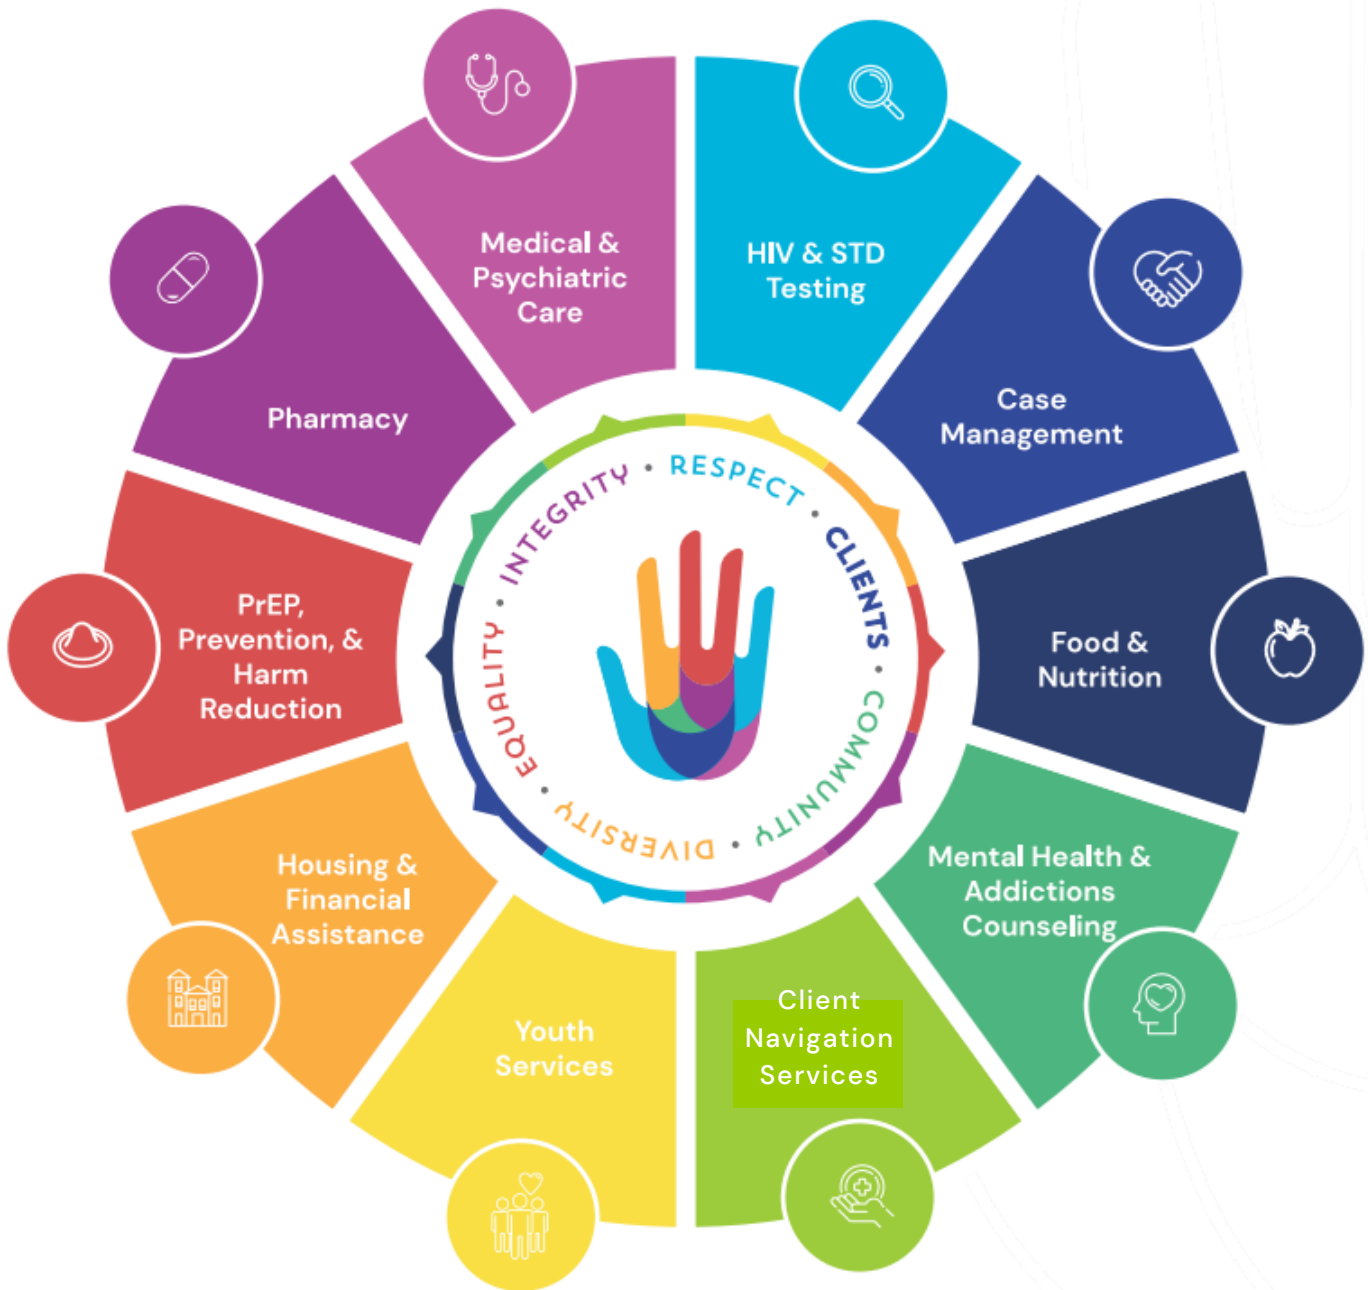 Medical &
Psychiatric
Care
HIV & STD
Testing
Case
Management
Food &
Nutrition
Mental Health &
Addictions
Counseling
Client
Navigation
Services
Youth
Services
Housing &
Financial
Assistance
PrEP,
Prevention, &
Harm
Reduction
Pharmacy
RESPECT • CLIENTS • COMMUNITY • DIVERSITY • EQUALITY • INTEGRITY •